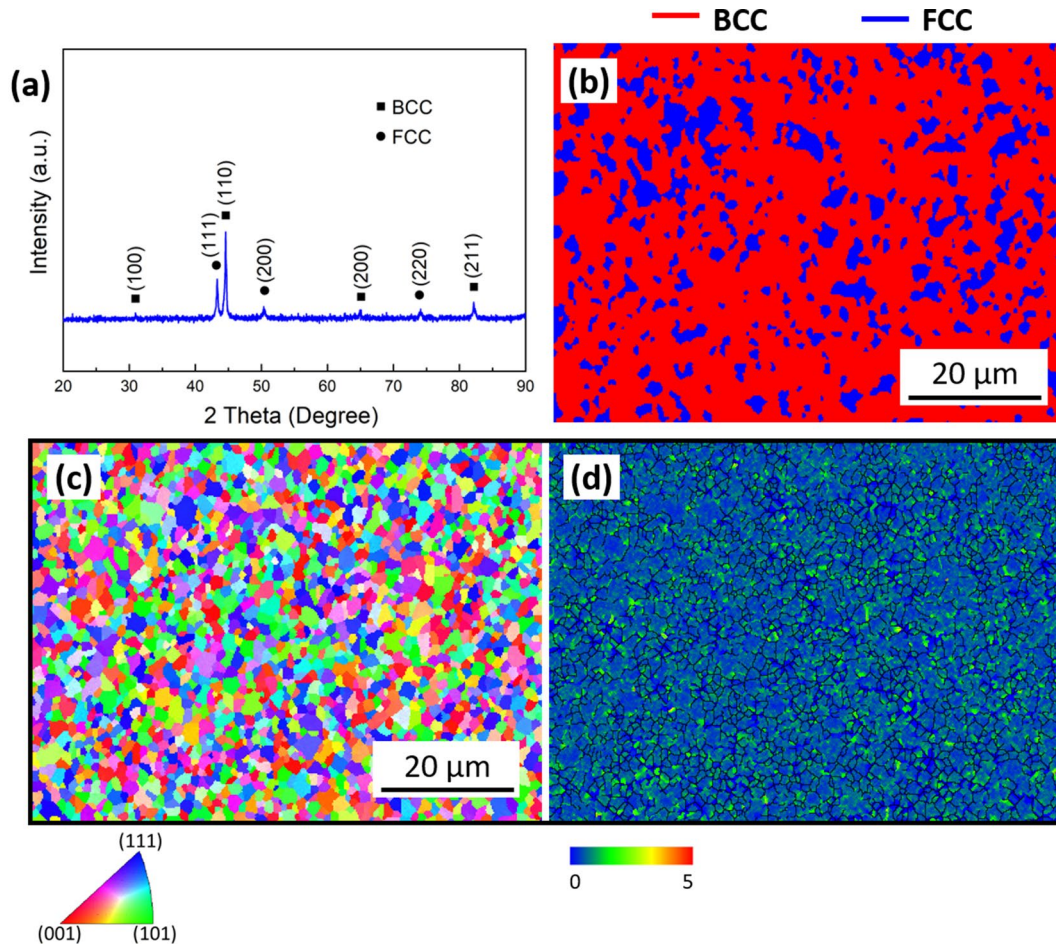 BCC FCC
(a)
BCC
FCC
Intensity (a.u.)
(100)
(111)
(110)
(200)
(200)
(220)
(211)
20 30 40 50 60 70 80 90
2 Theta (Degree)
(b)
20 μm
(c)
20 μm
(d)
(111)
(001) (101)
0 5